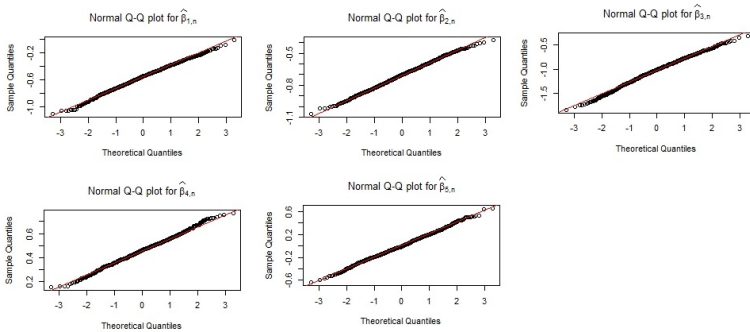 Normal Q-Q plot for β̂1,n
Sample Quantiles
-1.0 -0.6 -0.2
-3 -2 -1 0 1 2 3
Theoretical Quantiles
Normal Q-Q plot for β̂2,n
Sample Quantiles
-1.1 -0.8 -0.5
-3 -2 -1 0 1 2 3
Theoretical Quantiles
Normal Q-Q plot for β̂3,n
Sample Quantiles
-1.5 -1.0 -0.5
-3 -2 -1 0 1 2 3
Theoretical Quantiles
Normal Q-Q plot for β̂4,n
Sample Quantiles
0.2 0.4 0.6
-3 -2 -1 0 1 2 3
Theoretical Quantiles
Normal Q-Q plot for β̂5,n
Sample Quantiles
-0.6 -0.2 0.2 0.6
-3 -2 -1 0 1 2 3
Theoretical Quantiles